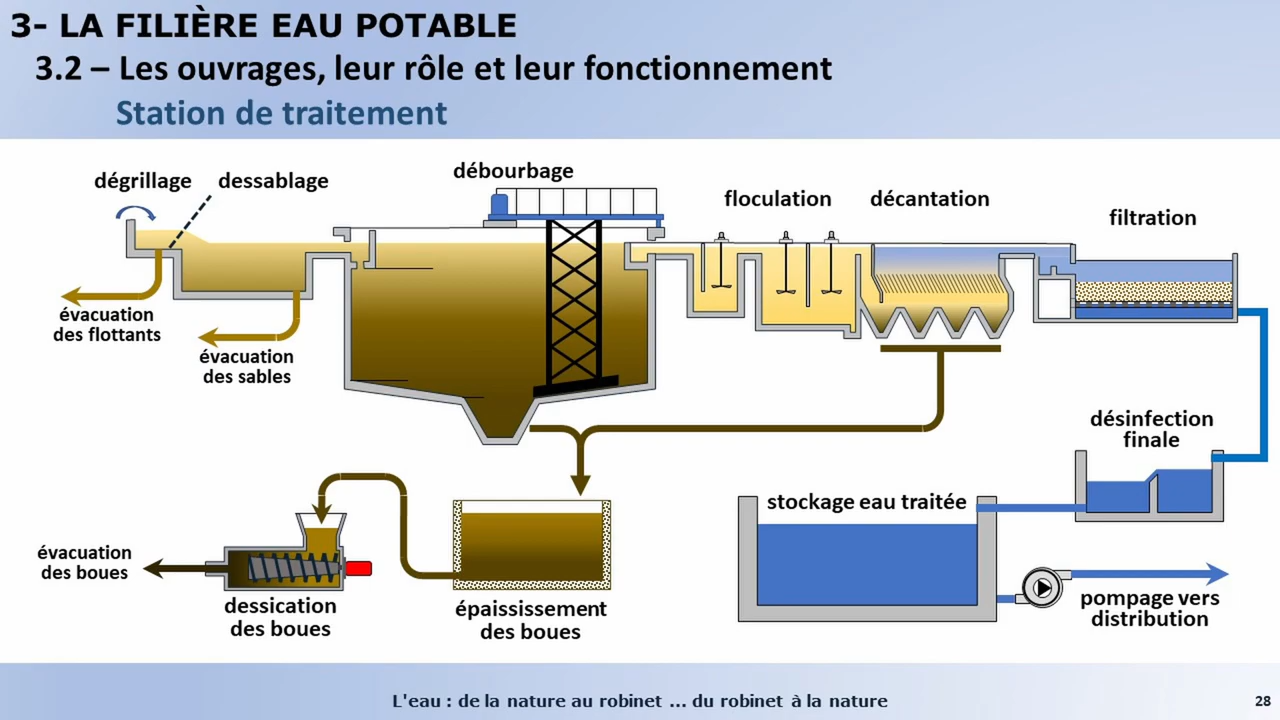 3- LA FILIÈRE EAU POTABLE
3.2 – Les ouvrages, leur rôle et leur fonctionnement
Station de traitement
dégrillage
dessablage
débourbage
floculation
décantation
filtration
évacuation
des flottants
évacuation
des sables
désinfection
finale
stockage eau traitée
évacuation
des boues
dessication
des boues
épaississement
des boues
pompage vers
distribution
L'eau : de la nature au robinet ... du robinet à la nature
28